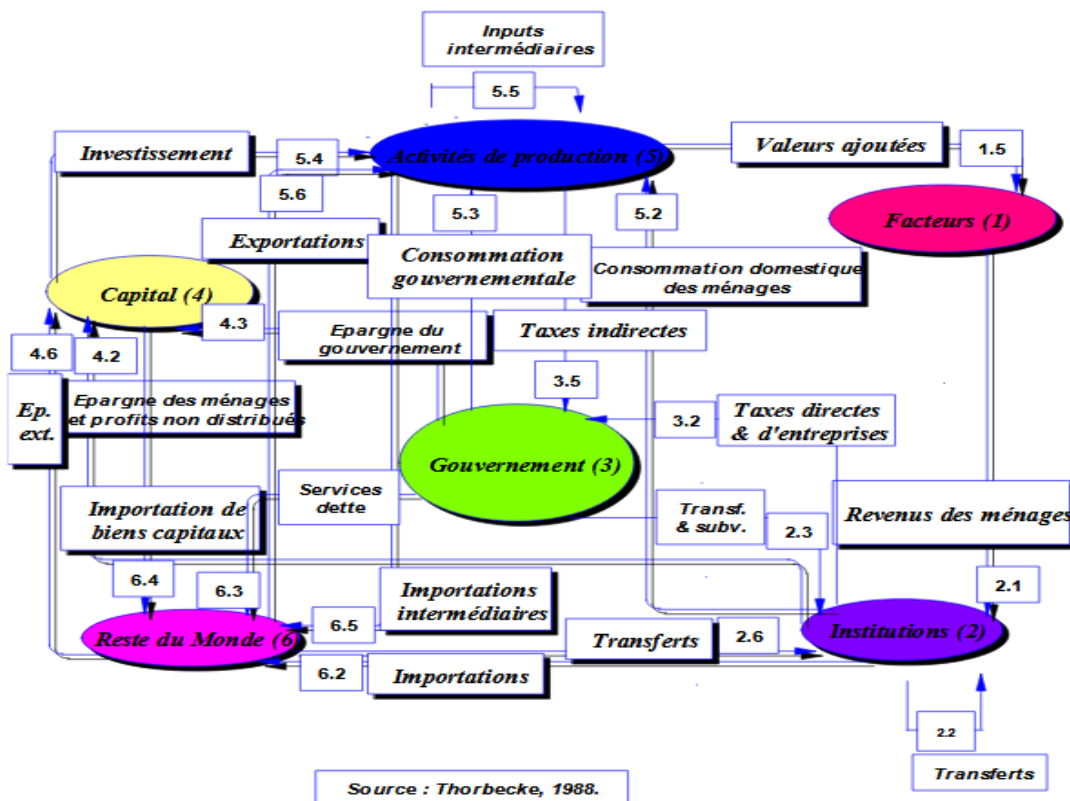 Inputs
intermédiaires
5.5
Investissement
5.4
Activités de production (5)
Valeurs ajoutées
1.5
5.6
5.3
5.2
Facteurs (1)
Exportations
Consommation
gouvernementale
Consommation domestique
des ménages
Capital (4)
4.3
Epargne du
gouvernement
Taxes indirectes
4.6
4.2
3.5
Ep.
ext.
Epargne des ménages
et profits non distribués
3.2
Taxes directes
& d'entreprises
Gouvernement (3)
Services
dette
Importation de
biens capitaux
Transf.
& subv.
2.3
Revenus des ménages
6.4
6.3
2.1
Importations
intermédiaires
6.5
Reste du Monde (6)
Transferts
2.6
Institutions (2)
6.2
Importations
2.2
Transferts
Source : Thorbecke, 1988.